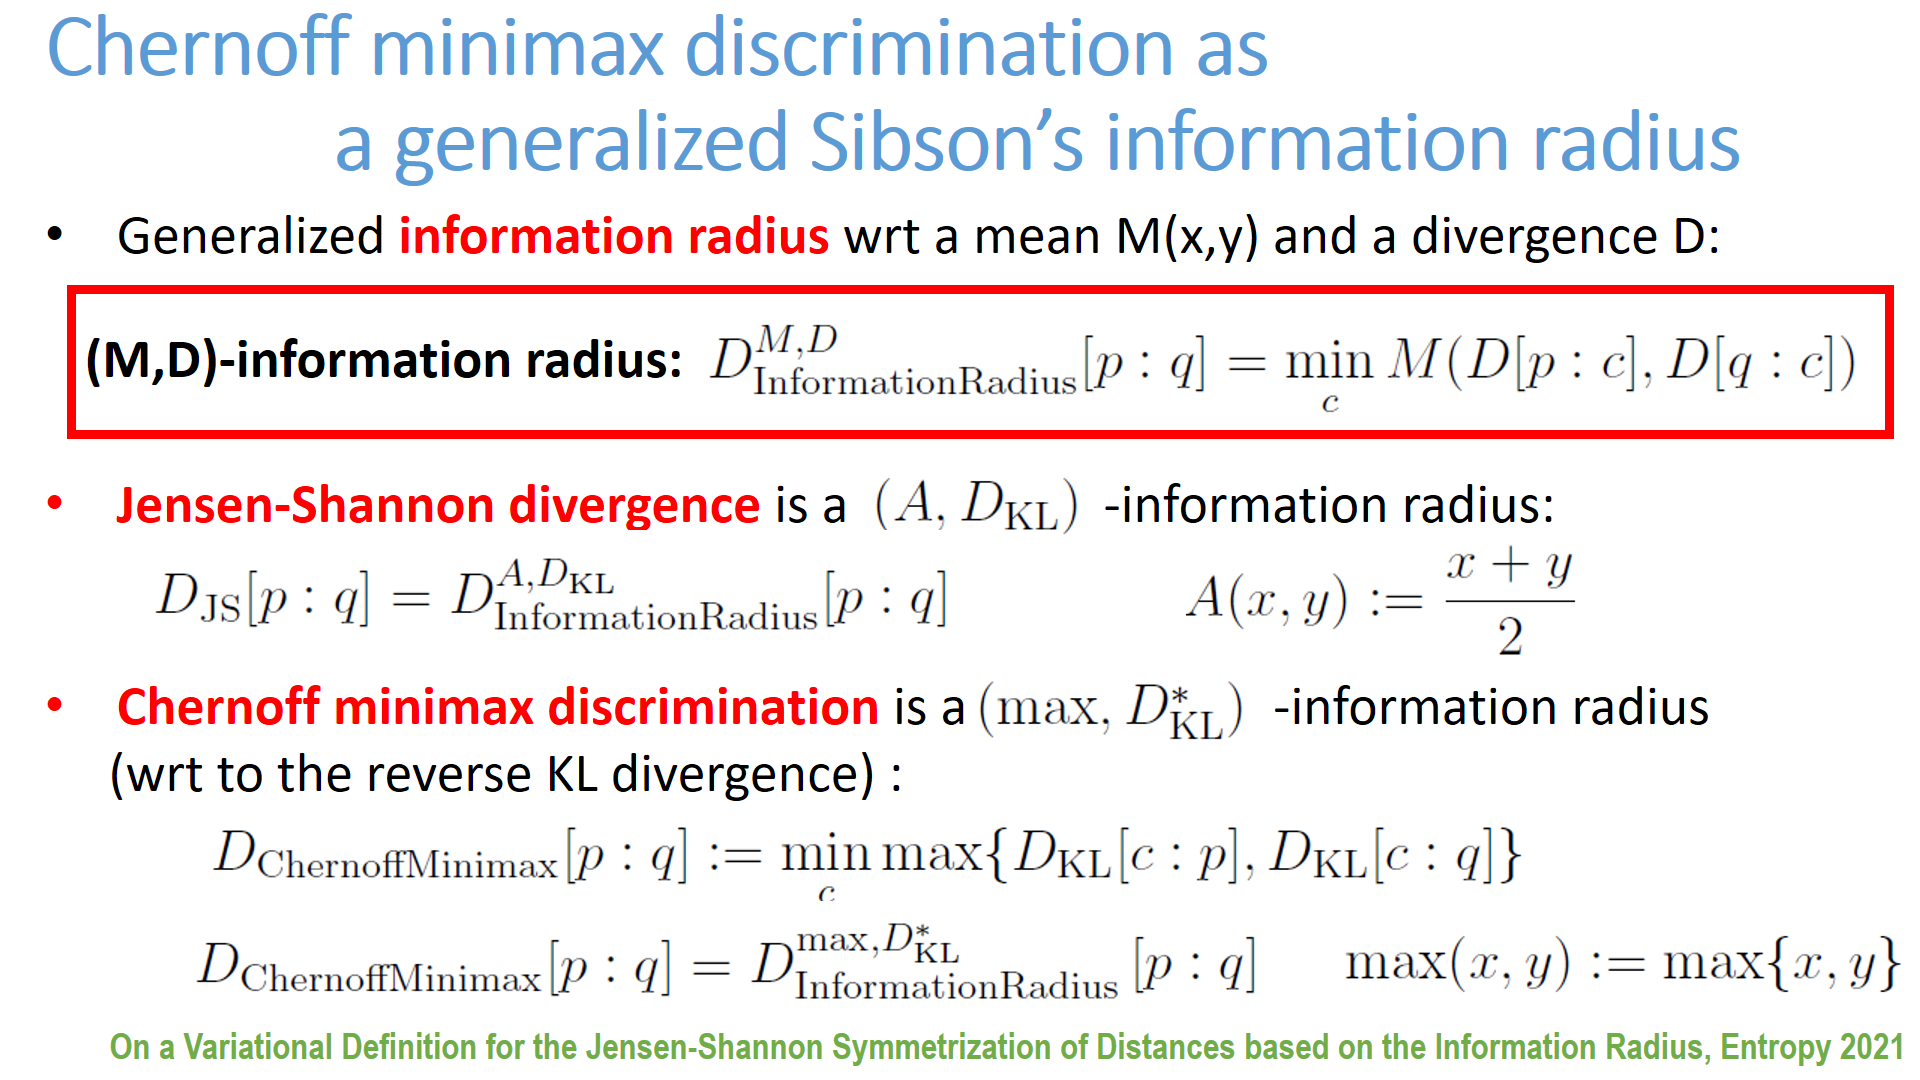 Chernoff minimax discrimination as
a generalized Sibson’s information radius
• Generalized information radius wrt a mean M(x,y) and a divergence D:
(M,D)-information radius: $D^{M,D}_{\mathrm{InformationRadius}}[p:q] = \min_c M(D[p:c], D[q:c])$
• Jensen-Shannon divergence is a $(A, D_{\mathrm{KL}})$ -information radius:
$D_{\mathrm{JS}}[p:q] = D^{A,D_{\mathrm{KL}}}_{\mathrm{InformationRadius}}[p:q]$ $A(x,y) := \frac{x+y}{2}$
• Chernoff minimax discrimination is a $(\max, D^*_{\mathrm{KL}})$ -information radius
(wrt to the reverse KL divergence) :
$D_{\mathrm{ChernoffMinimax}}[p:q] := \min_c \max\{D_{\mathrm{KL}}[c:p], D_{\mathrm{KL}}[c:q]\}$
$D_{\mathrm{ChernoffMinimax}}[p:q] = D^{\max,D^*_{\mathrm{KL}}}_{\mathrm{InformationRadius}}[p:q]$ $\max(x,y) := \max\{x,y\}$
On a Variational Definition for the Jensen-Shannon Symmetrization of Distances based on the Information Radius, Entropy 2021